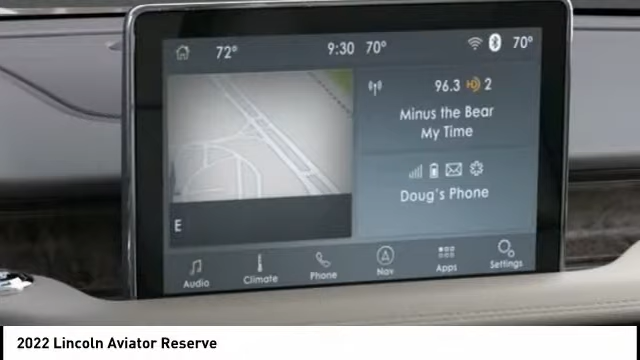 72° 9:30 70° 70°
96.3 2
Minus the Bear
My Time
Doug's Phone
E
Audio Climate Phone Nav Apps Settings
2022 Lincoln Aviator Reserve